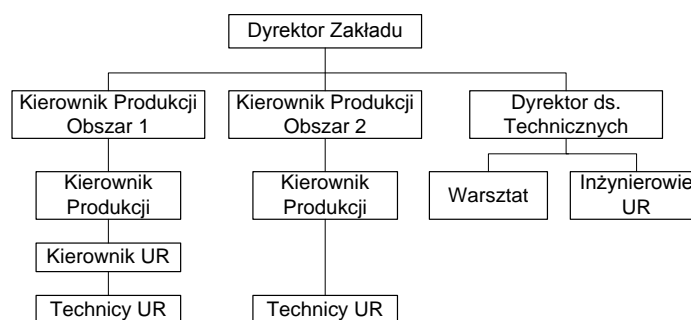 Dyrektor Zakładu
Kierownik Produkcji
Obszar 1
Kierownik Produkcji
Obszar 2
Dyrektor ds.
Technicznych
Kierownik
Produkcji
Kierownik
Produkcji
Warsztat
Inżynierowie
UR
Kierownik UR
Technicy UR
Technicy UR